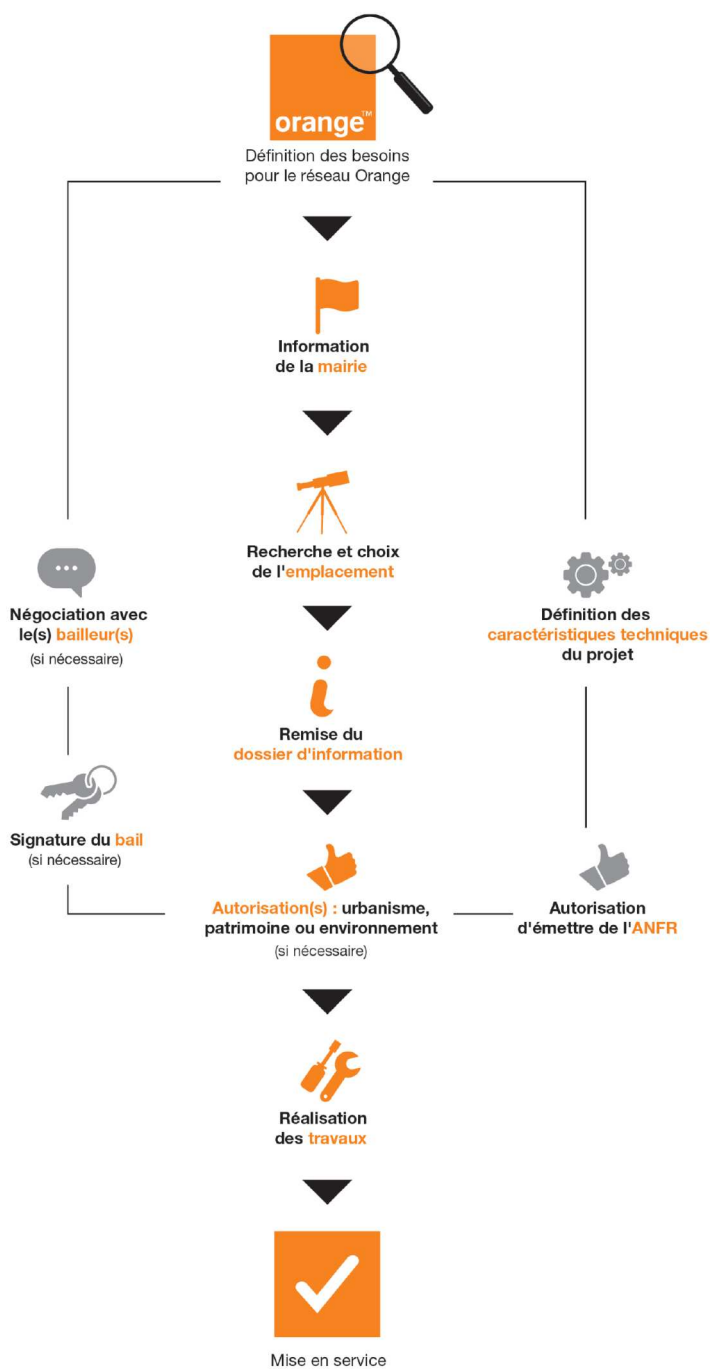 orange™
Définition des besoins
pour le réseau Orange
Information
de la mairie
Recherche et choix
de l'emplacement
Négociation avec
le(s) bailleur(s)
(si nécessaire)
Définition des
caractéristiques techniques
du projet
Remise du
dossier d'information
Signature du bail
(si nécessaire)
Autorisation(s) : urbanisme,
patrimoine ou environnement
(si nécessaire)
Autorisation
d'émettre de l'ANFR
Réalisation
des travaux
Mise en service